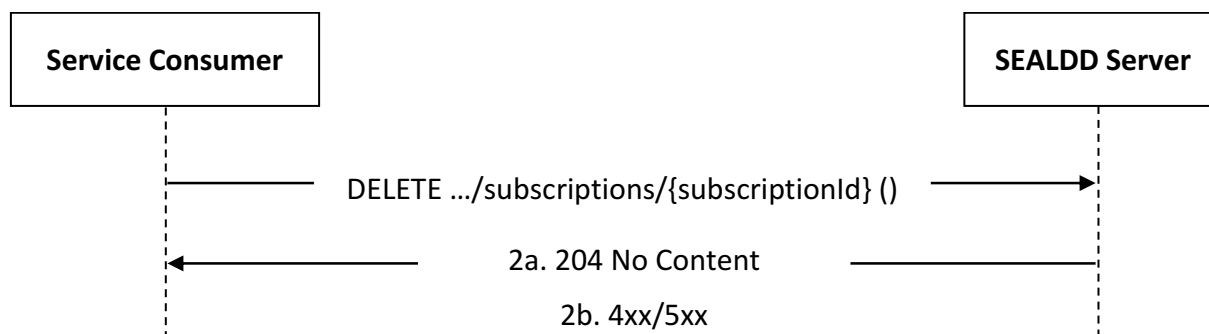 Service Consumer
SEALDD Server
DELETE …/subscriptions/{subscriptionId} ()
2a. 204 No Content
2b. 4xx/5xx